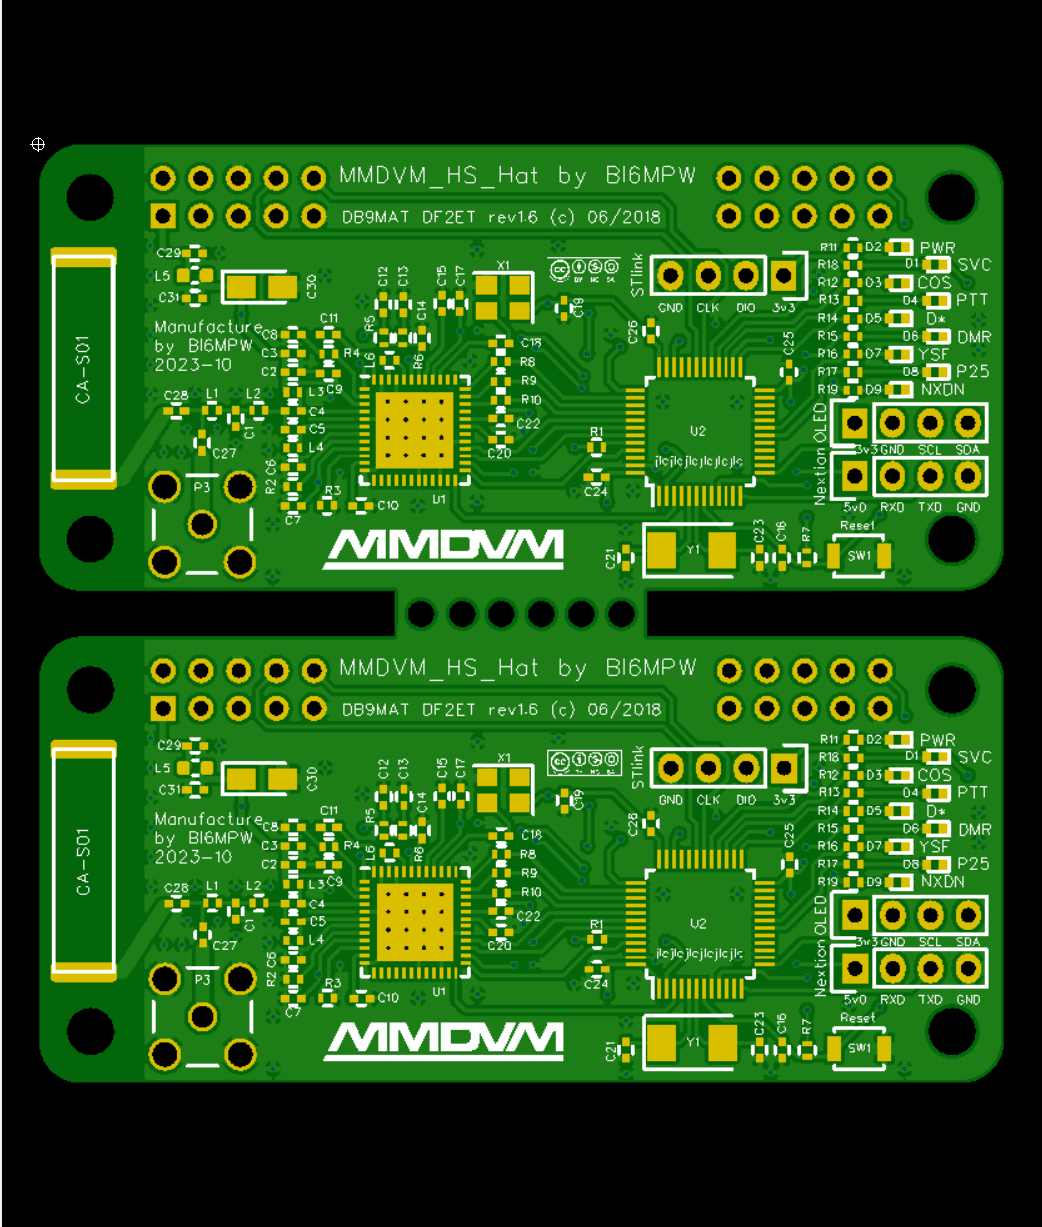 MMDVM_HS_Hat by BI6MPW
DB9MAT DF2ET rev1.6 (c) 06/2018
C29
L5
C31
C30
CA-S01
Manufacture
by BI6MPW
2023-10
C12 C13 C14 C15 C17
X1
C19
STlink
GND CLK DIO 3v3
C26
C25
R11 D2 PWR
R18 D1 SVC
R12 D3 COS
R13 D4 PTT
R14 D5 D*
R15 D6 DMR
R16 D7 YSF
R17 D8 P25
R19 D9 NXDN
C8 C11
C3 R4
C2 C9
R5 L6 R6
C18
R8
R9
R10
C22
C20
C28 L1 L2
C1
C27
L3
C4
C5
L4
R2 C6
R3
C7 C10
U1
R1
C24
U2
jlcjlcjlcjlcjlcjlc
OLED
3v3 GND SCL SDA
Nextion
5v0 RXD TXD GND
P3
MMDVM
C21 Y1 C23 C16 R7
Reset
SW1
MMDVM_HS_Hat by BI6MPW
DB9MAT DF2ET rev1.6 (c) 06/2018
C29
L5
C31
C30
CA-S01
Manufacture
by BI6MPW
2023-10
C12 C13 C14 C15 C17
X1
C19
STlink
GND CLK DIO 3v3
C26
C25
R11 D2 PWR
R18 D1 SVC
R12 D3 COS
R13 D4 PTT
R14 D5 D*
R15 D6 DMR
R16 D7 YSF
R17 D8 P25
R19 D9 NXDN
C8 C11
C3 R4
C2 C9
R5 L6 R6
C18
R8
R9
R10
C22
C20
C28 L1 L2
C1
C27
L3
C4
C5
L4
R2 C6
R3
C7 C10
U1
R1
C24
U2
jlcjlcjlcjlcjlcjlc
OLED
3v3 GND SCL SDA
Nextion
5v0 RXD TXD GND
P3
MMDVM
C21 Y1 C23 C16 R7
Reset
SW1